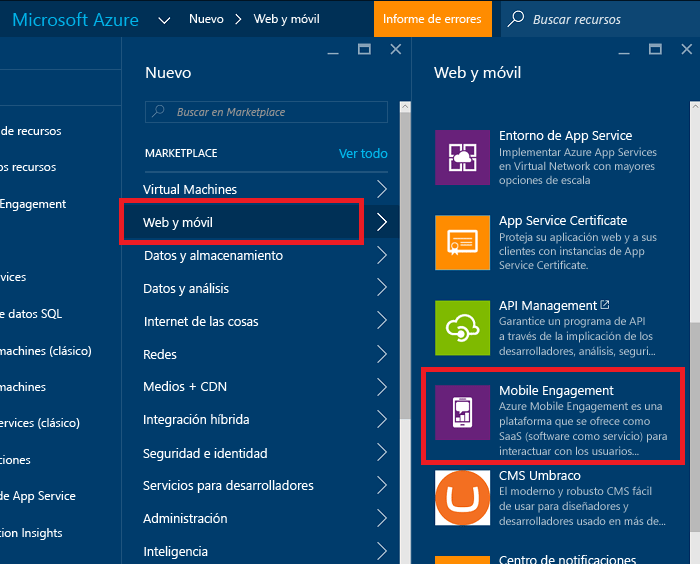 Microsoft Azure
Nuevo
Web y móvil
Informe de errores
Buscar recursos
de recursos
os recursos
Engagement
vices
e datos SQL
machines (clásico)
machines
ervices (clásico)
ciones
de App Service
tion Insights
Nuevo
Buscar en Marketplace
MARKETPLACE
Ver todo
Virtual Machines
Web y móvil
Datos y almacenamiento
Datos y análisis
Internet de las cosas
Redes
Medios + CDN
Integración híbrida
Seguridad e identidad
Servicios para desarrolladores
Administración
Inteligencia
Web y móvil
Entorno de App Service
Implementar Azure App Services
en Virtual Network con mayores
opciones de escala
App Service Certificate
Proteja su aplicación web y a sus
clientes con instancias de App
Service Certificate.
API Management
Garantice un programa de API
a través de la implicación de los
desarrolladores, análisis, seguri...
Mobile Engagement
Azure Mobile Engagement es una
plataforma que se ofrece como
SaaS (software como servicio) para
interactuar con los usuarios...
CMS Umbraco
El moderno y robusto CMS fácil
de usar para diseñadores y
desarrolladores usado en más de...
Centro de notificaciones